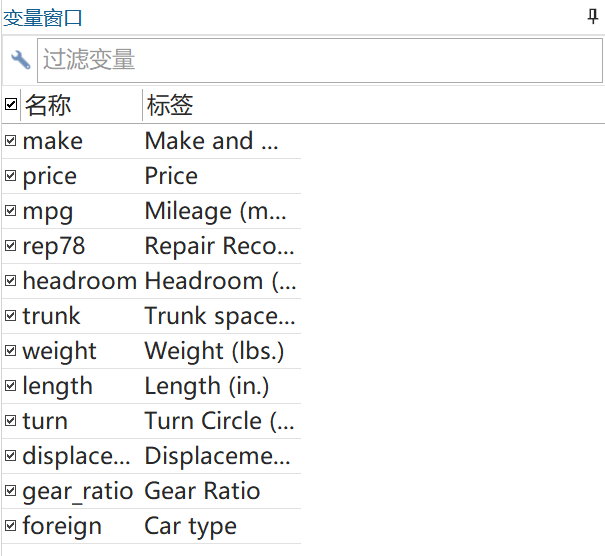 变量窗口
过滤变量
名称 标签
make Make and ...
price Price
mpg Mileage (m...
rep78 Repair Reco...
headroom Headroom (...
trunk Trunk space...
weight Weight (lbs.)
length Length (in.)
turn Turn Circle (...
displace... Displaceme...
gear_ratio Gear Ratio
foreign Car type